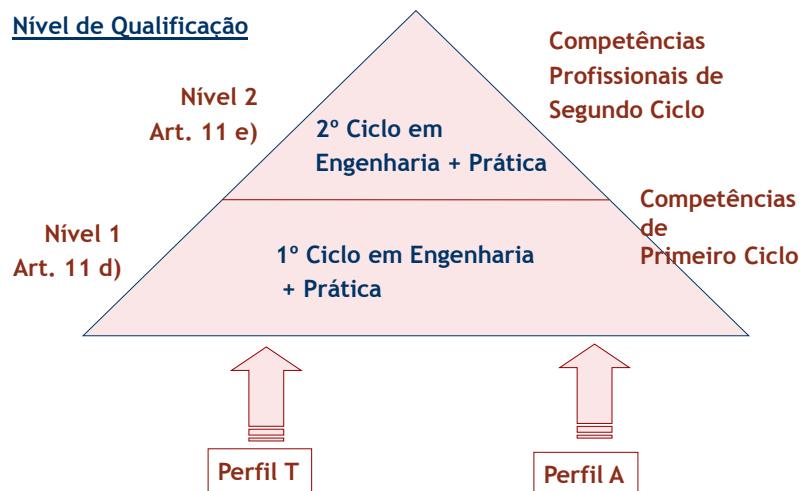 Nível de Qualificação
Competências
Profissionais de
Segundo Ciclo
Nível 2
Art. 11 e)
2º Ciclo em
Engenharia + Prática
Competências
de
Primeiro Ciclo
Nível 1
Art. 11 d)
1º Ciclo em Engenharia
+ Prática
Perfil T
Perfil A